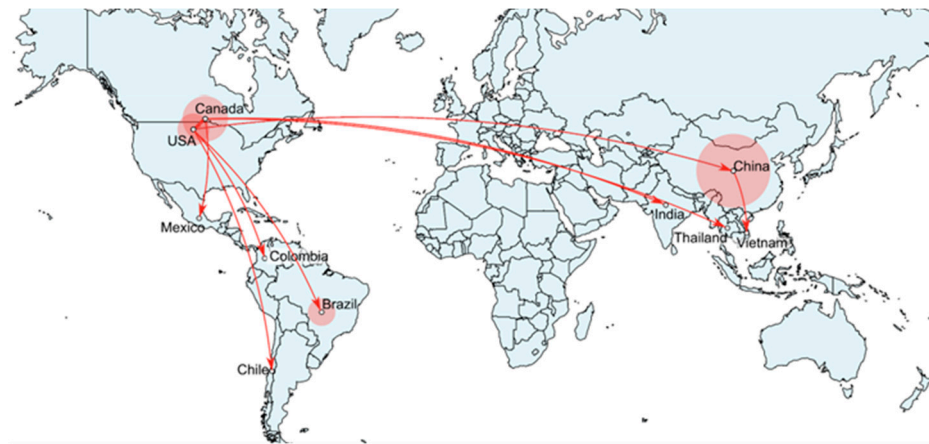 Canada
USA
China
Mexico
India
Thailand
Vietnam
Colombia
Brazil
Chile